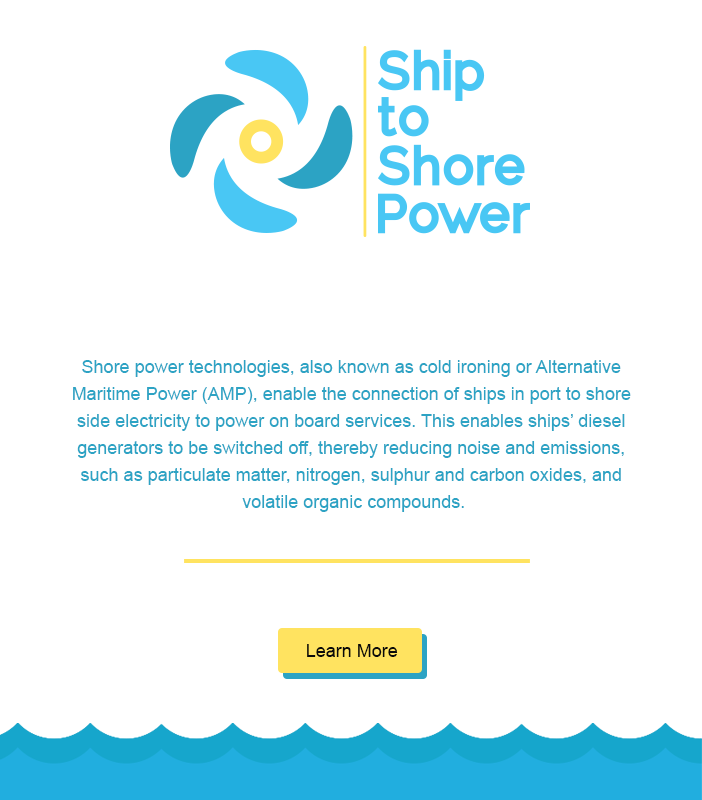 Ship
to
Shore
Power
Shore power technologies, also known as cold ironing or Alternative
Maritime Power (AMP), enable the connection of ships in port to shore
side electricity to power on board services. This enables ships’ diesel
generators to be switched off, thereby reducing noise and emissions,
such as particulate matter, nitrogen, sulphur and carbon oxides, and
volatile organic compounds.
Learn More